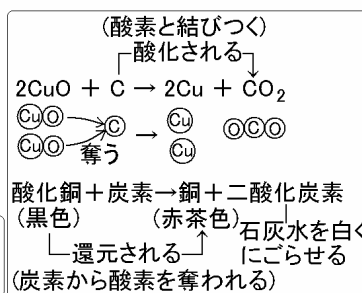 (酸素と結びつく)
酸化される
2CuO + C → 2Cu + CO2
CuO
C → Cu OCO
CuO
奪う Cu
酸化銅+炭素→銅+二酸化炭素
(黒色) (赤茶色) 石灰水を白く
還元される にごらせる
(炭素から酸素を奪われる)